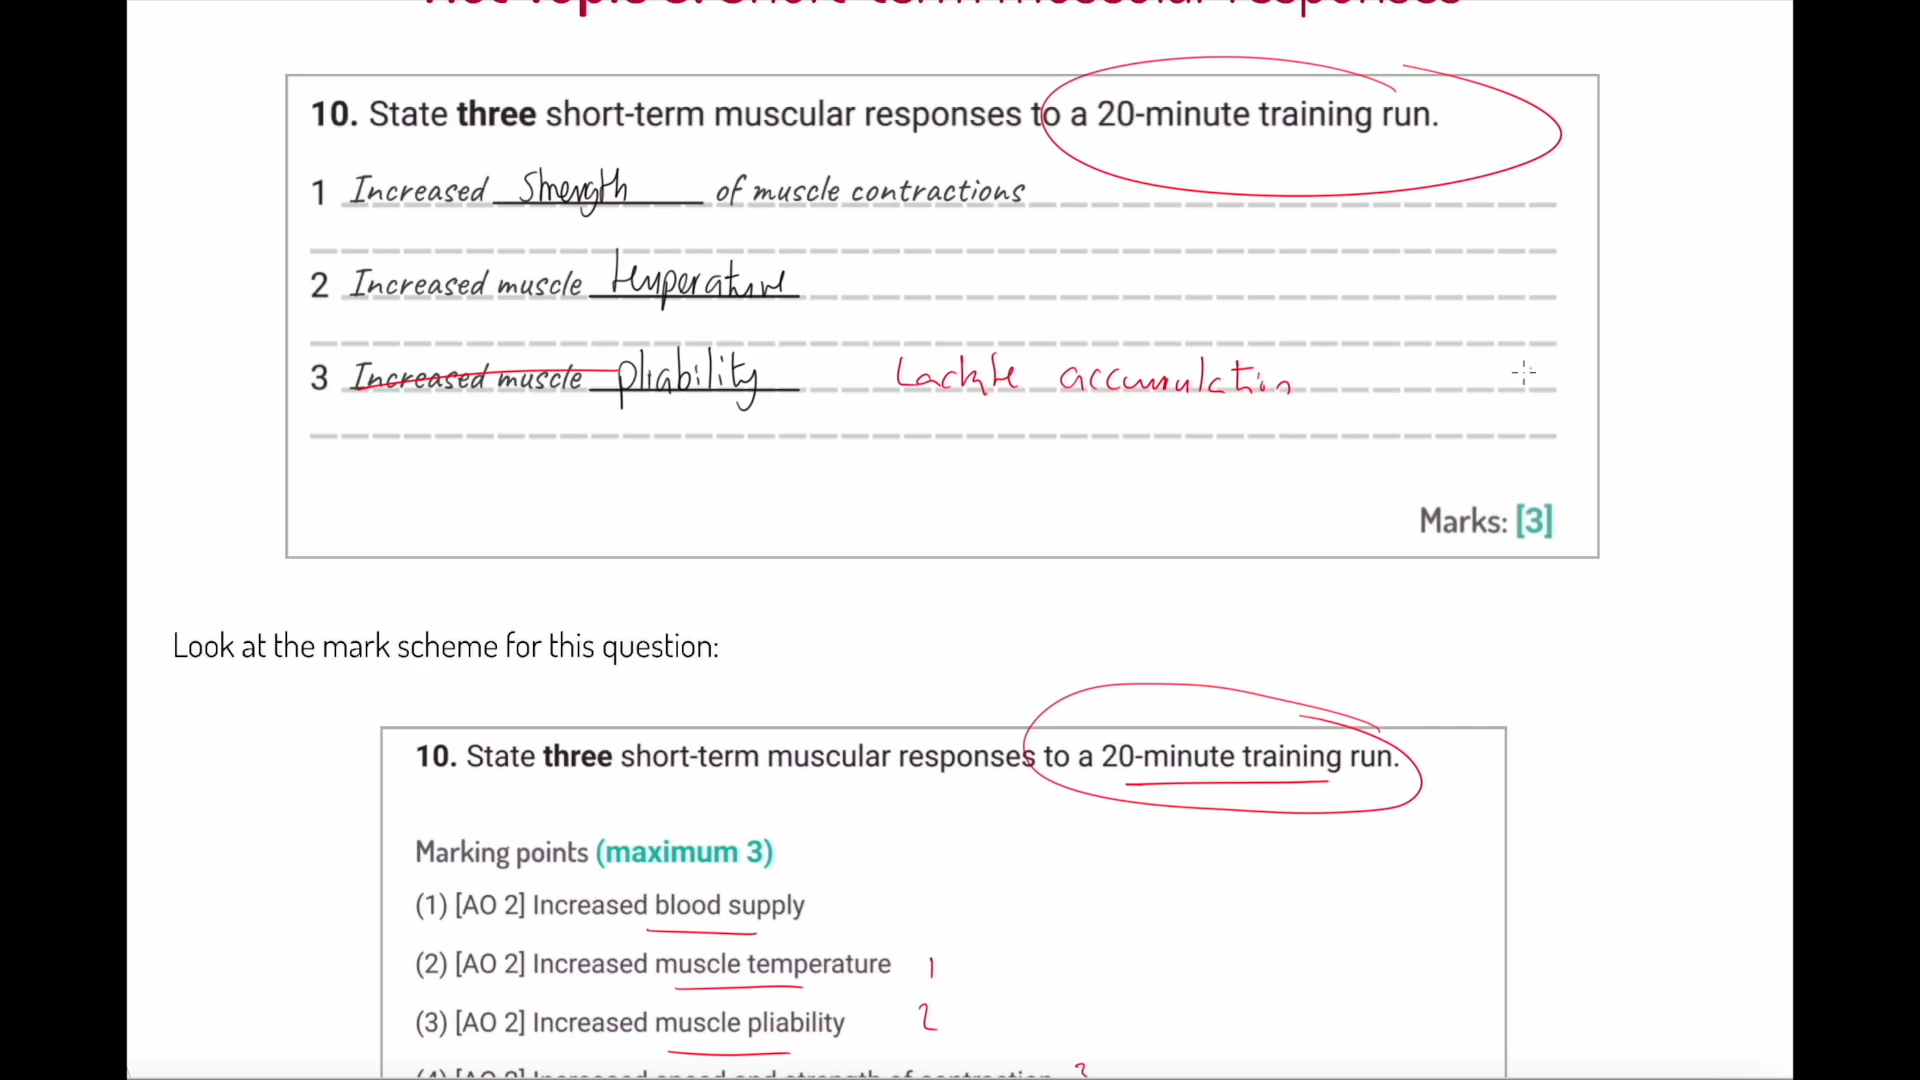 10. State three short-term muscular responses to a 20-minute training run.
1 Increased Strength of muscle contractions
2 Increased muscle temperature
3 Increased muscle pliability Lactate accumulation
Marks: [3]
Look at the mark scheme for this question:
10. State three short-term muscular responses to a 20-minute training run.
Marking points (maximum 3)
(1) [AO 2] Increased blood supply
(2) [AO 2] Increased muscle temperature 1
(3) [AO 2] Increased muscle pliability 2